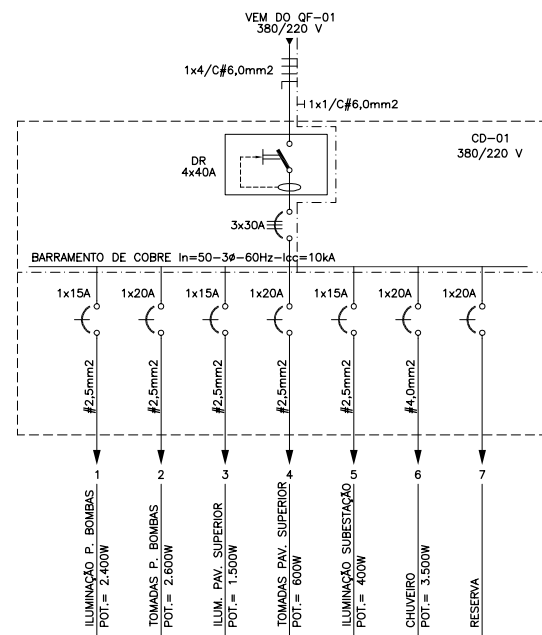 VEM DO QF-01
380/220 V
1x4/C#6,0mm2
1x1/C#6,0mm2
CD-01
380/220 V
DR
4x40A
3x30A
BARRAMENTO DE COBRE In=50-3ø-60Hz-Icc=10kA
1x15A
1x20A
1x15A
1x20A
1x15A
1x20A
1x20A
#2,5mm2
#2,5mm2
#2,5mm2
#2,5mm2
#2,5mm2
#4,0mm2
1
2
3
4
5
6
7
ILUMINAÇÃO P. BOMBAS
POT.= 2.400W
TOMADAS P. BOMBAS
POT.= 2.600W
ILUM. PAV. SUPERIOR
POT.= 1.500W
TOMADAS PAV. SUPERIOR
POT.= 600W
ILUMINAÇÃO SUBESTAÇÃO
POT.= 400W
CHUVEIRO
POT.= 3.500W
RESERVA